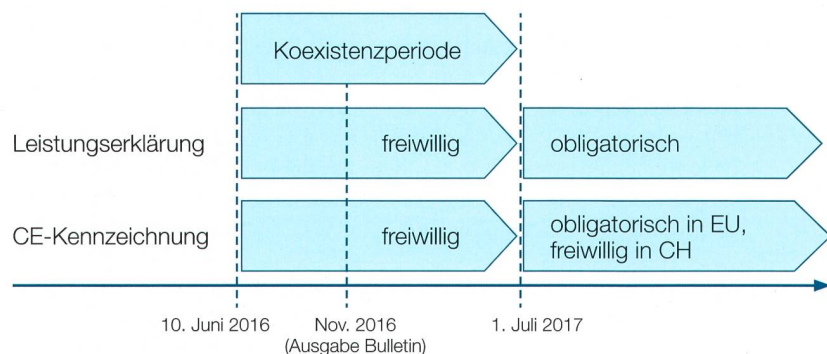 Koexistenzperiode
Leistungserklärung
freiwillig
obligatorisch
CE-Kennzeichnung
freiwillig
obligatorisch in EU,
freiwillig in CH
10. Juni 2016
Nov. 2016
(Ausgabe Bulletin)
1. Juli 2017